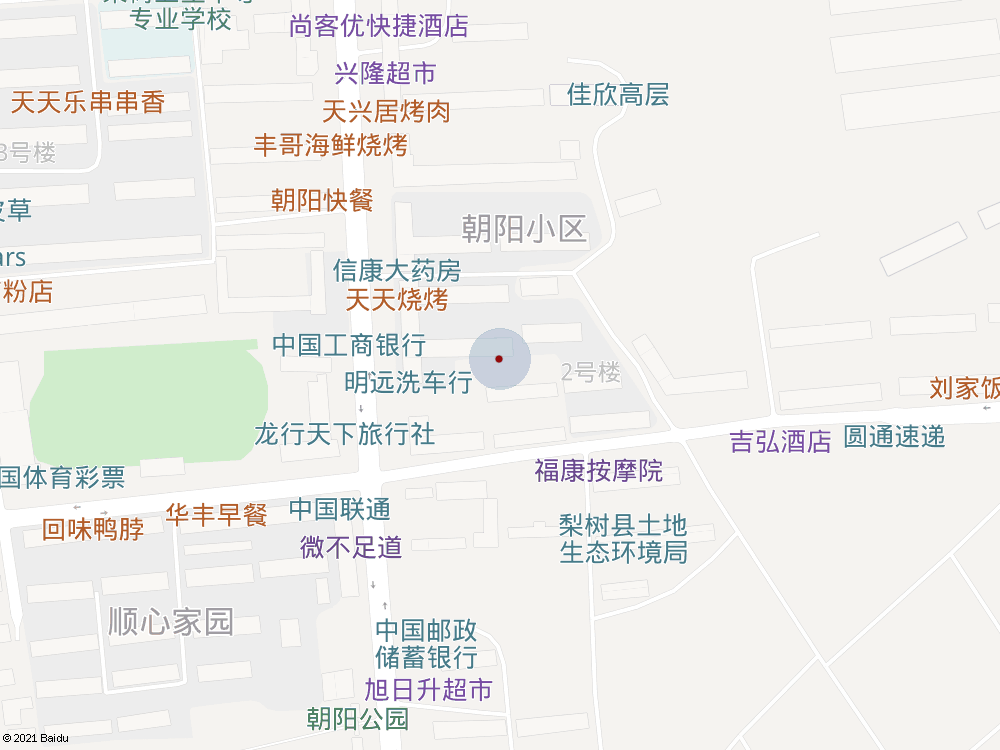 专业学校
尚客优快捷酒店
兴隆超市
天天乐串串香
佳欣高层
天兴居烤肉
丰哥海鲜烧烤
3号楼
朝阳快餐
皮草
朝阳小区
ars
信康大药房
粉店
天天烧烤
中国工商银行
明远洗车行
2号楼
刘家饭
龙行天下旅行社
吉弘酒店
圆通速递
国体育彩票
福康按摩院
中国联通
华丰早餐
回味鸭脖
梨树县土地
生态环境局
微不足道
顺心家园
中国邮政
储蓄银行
旭日升超市
朝阳公园
© 2021 Baidu